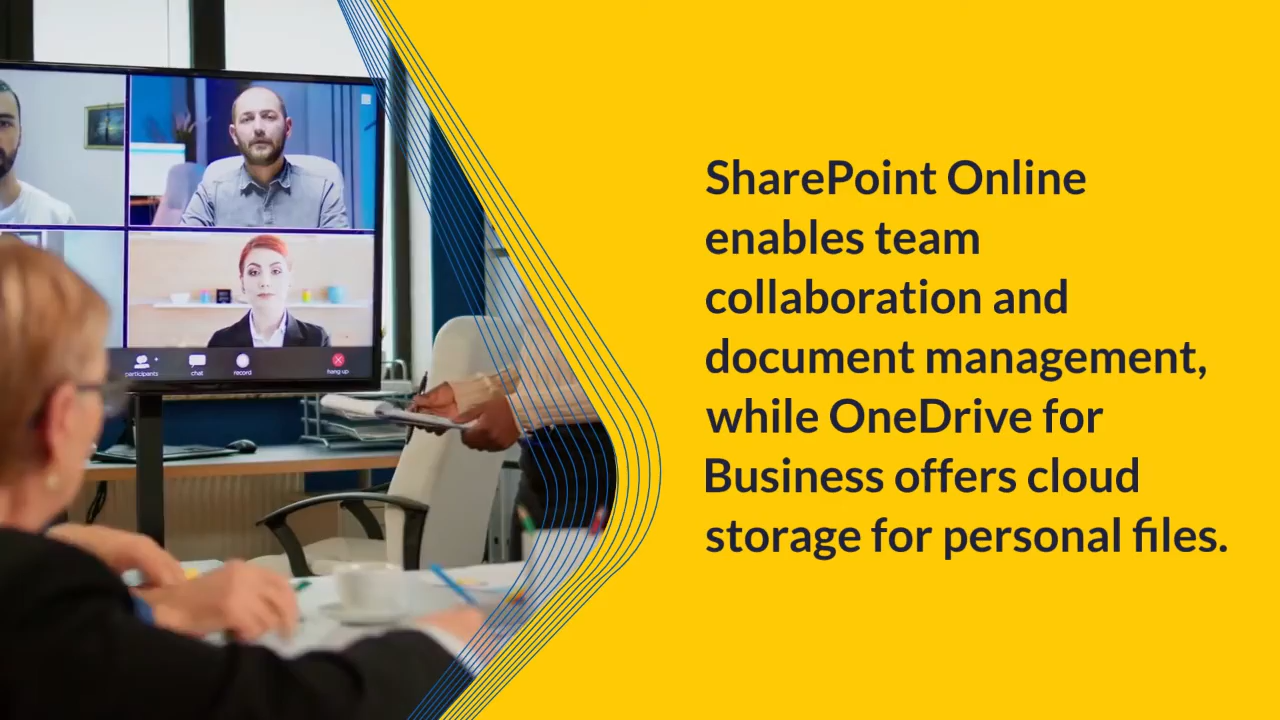 SharePoint Online
enables team
collaboration and
document management,
while OneDrive for
Business offers cloud
storage for personal files.
participants
chat
record
hang up